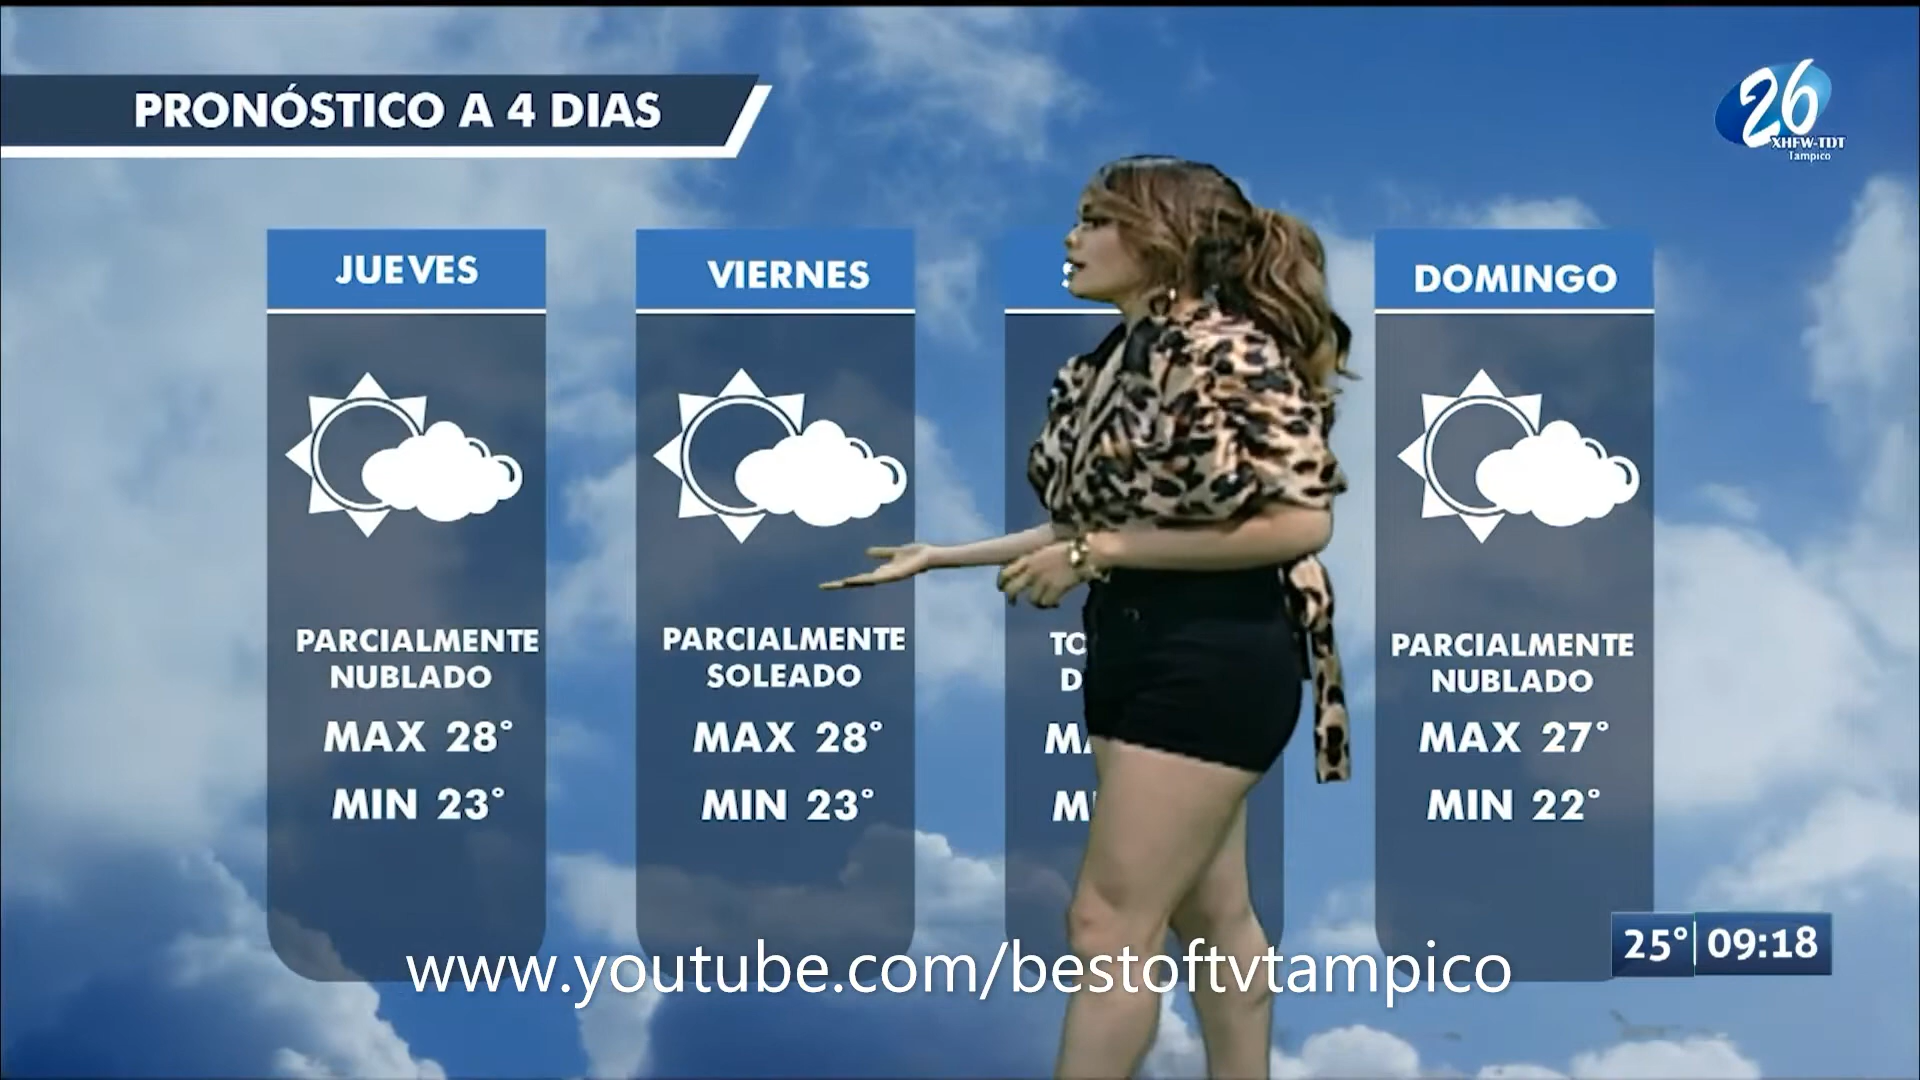 PRONÓSTICO A 4 DIAS
26
XHFW-TDT
Tampico
JUEVES
PARCIALMENTE
NUBLADO
MAX 28°
MIN 23°
VIERNES
PARCIALMENTE
SOLEADO
MAX 28°
MIN 23°
DOMINGO
PARCIALMENTE
NUBLADO
MAX 27°
MIN 22°
www.youtube.com/bestoftvtampico
25° 09:18